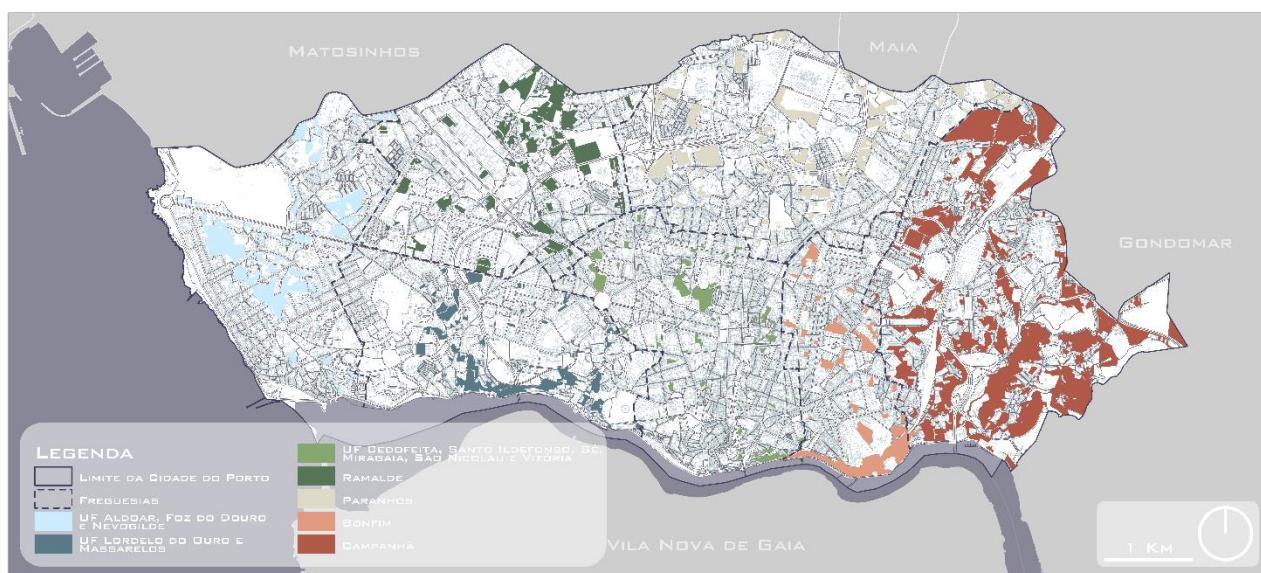 MATOSINHOS
MAIA
GONDOMAR
VILA NOVA DE GAIA
LEGENDA
LIMITE DA CIDADE DO PORTO
FREGUESIAS
UF ALDOAR, FOZ DO DOURO
E NEVOGILDE
UF LORDELO DO OURO E
MASSARELOS
UF CEDOFEITA, SANTO ILDEFONSO, SÉ,
MIRAGAIA, SÃO NICOLAU E VITÓRIA
RAMALDE
PARANHOS
BONFIM
CAMPANHÃ
1 KM